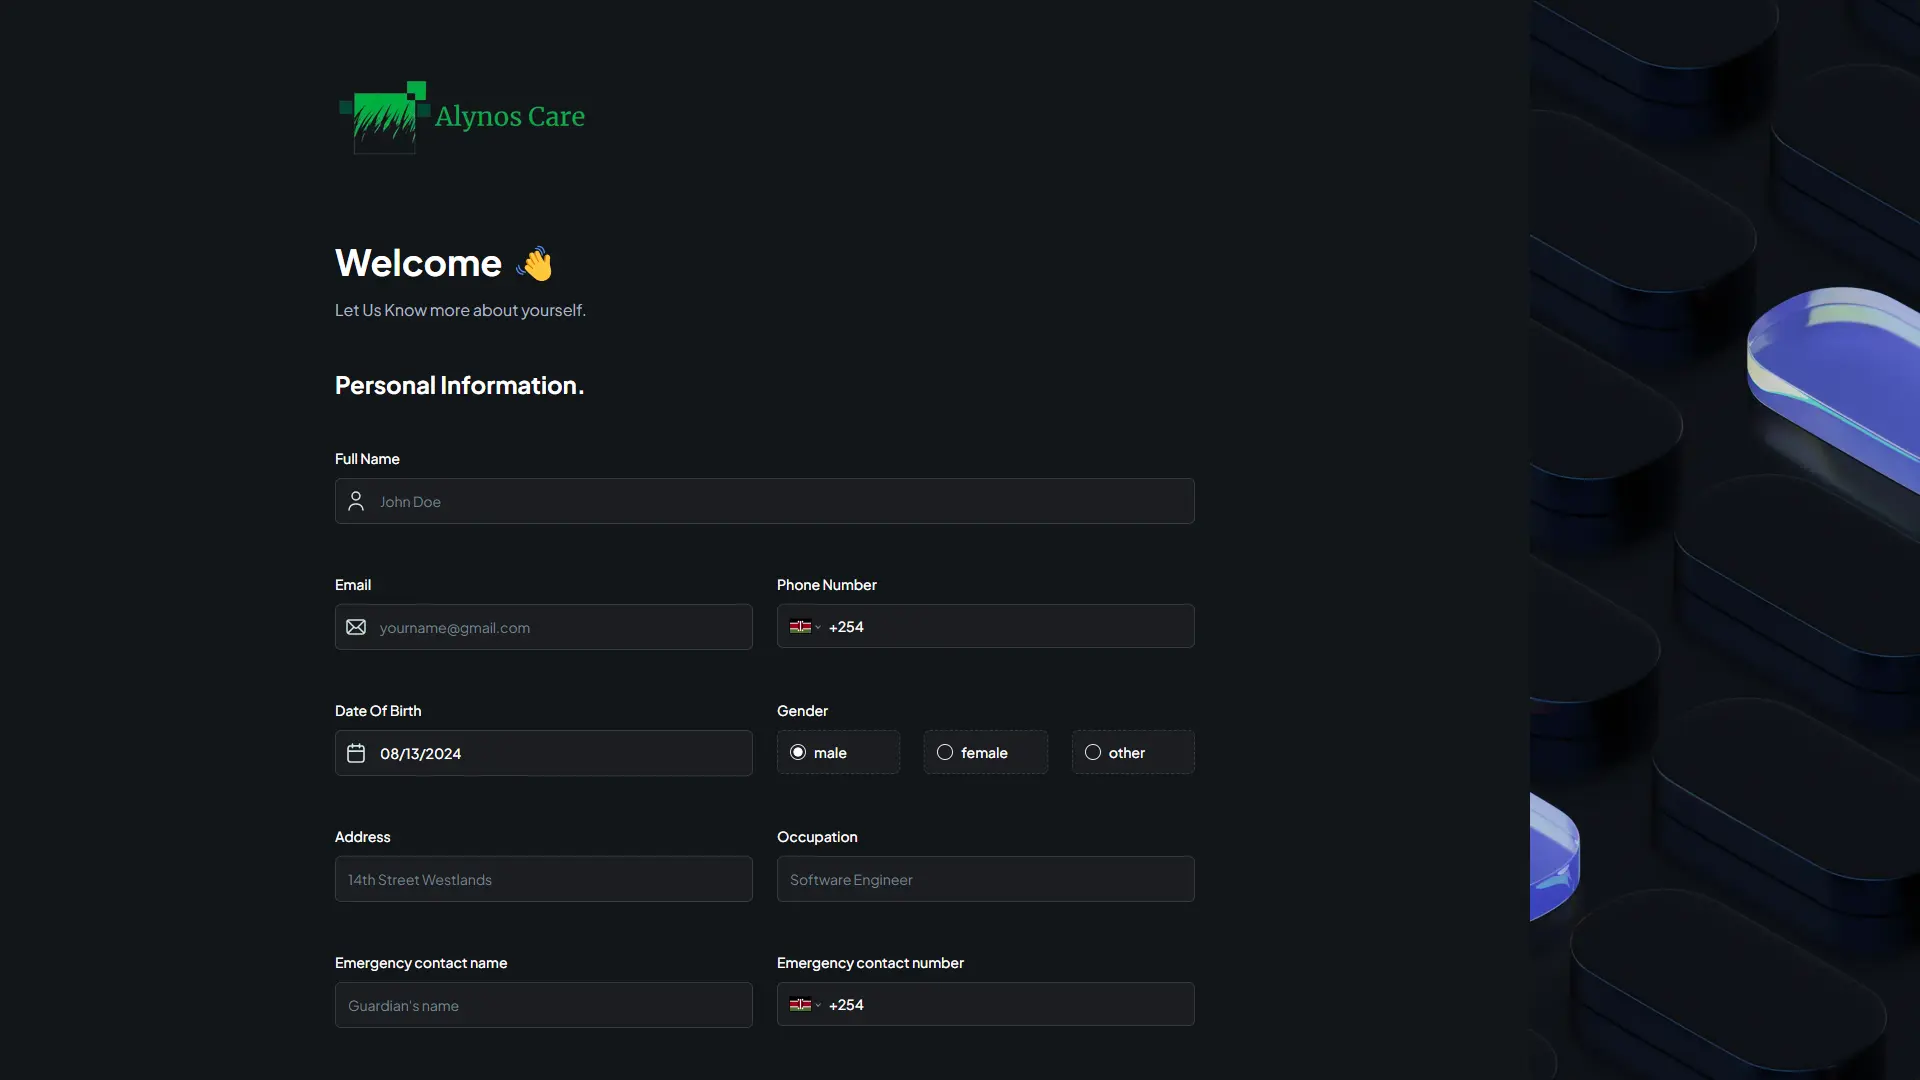 Alynos Care
Welcome 👋
Let Us Know more about yourself.
Personal Information.
Full Name
John Doe
Email
Phone Number
yourname@gmail.com
+254
Date Of Birth
Gender
08/13/2024
male
female
other
Address
Occupation
14th Street Westlands
Software Engineer
Emergency contact name
Emergency contact number
Guardian's name
+254